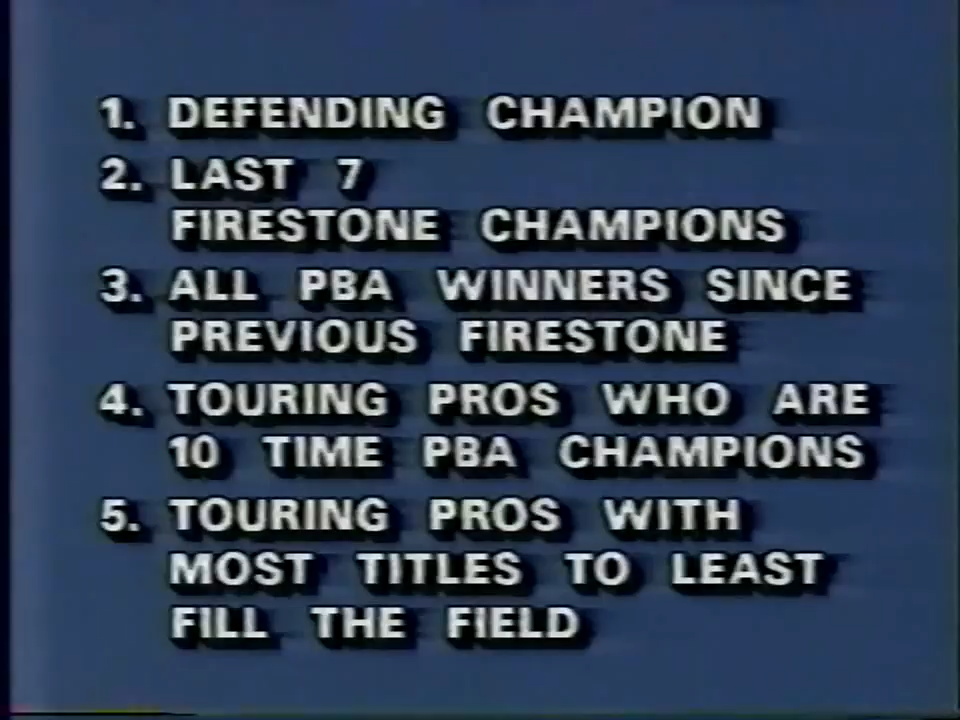 1. DEFENDING CHAMPION
2. LAST 7
FIRESTONE CHAMPIONS
3. ALL PBA WINNERS SINCE
PREVIOUS FIRESTONE
4. TOURING PROS WHO ARE
10 TIME PBA CHAMPIONS
5. TOURING PROS WITH
MOST TITLES TO LEAST
FILL THE FIELD